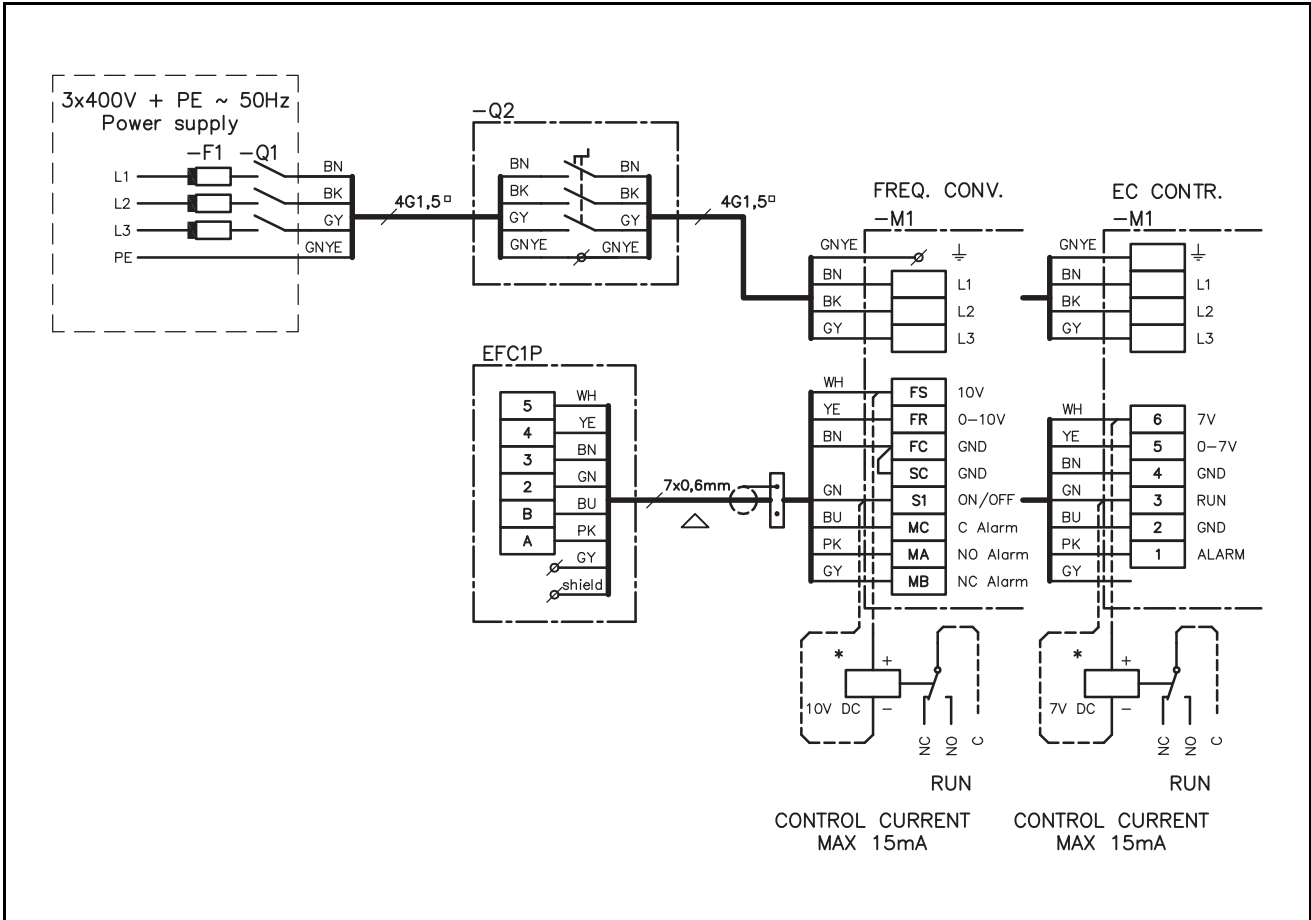 3x400V + PE ~ 50Hz
Power supply
-F1 -Q1
L1 BN
L2 BK
L3 GY
PE GNYE
4G1,5▫
-Q2
BN BN
BK BK
GY GY
GNYE GNYE
4G1,5▫
FREQ. CONV.
-M1
GNYE ⏚
BN L1
BK L2
GY L3
EC CONTR.
-M1
GNYE ⏚
BN L1
BK L2
GY L3
EFC1P
5 WH
4 YE
3 BN
2 GN
B BU
A PK
GY
shield
7x0,6mm
WH FS 10V
YE FR 0-10V
BN FC GND
SC GND
GN S1 ON/OFF
BU MC C Alarm
PK MA NO Alarm
GY MB NC Alarm
WH 6 7V
YE 5 0-7V
BN 4 GND
GN 3 RUN
BU 2 GND
PK 1 ALARM
GY
* +
10V DC -
NC NO C
RUN
CONTROL CURRENT
MAX 15mA
* +
7V DC -
NC NO C
RUN
CONTROL CURRENT
MAX 15mA